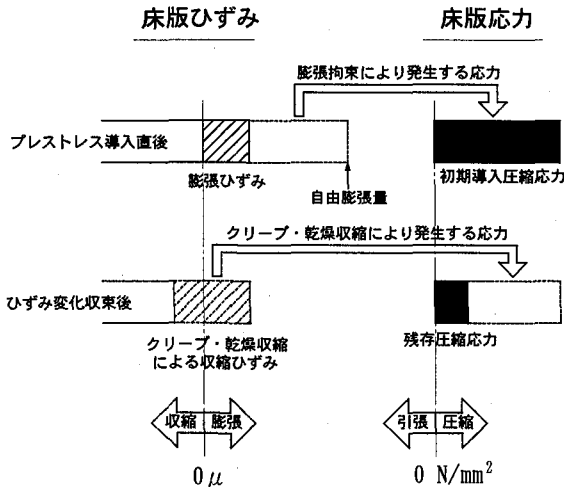 床版ひずみ
床版応力
膨張拘束により発生する応力
プレストレス導入直後
膨張ひずみ
自由膨張量
初期導入圧縮応力
クリープ・乾燥収縮により発生する応力
ひずみ変化収束後
クリープ・乾燥収縮
による収縮ひずみ
残存圧縮応力
収縮 膨張
引張 圧縮
0μ
0 N/mm²